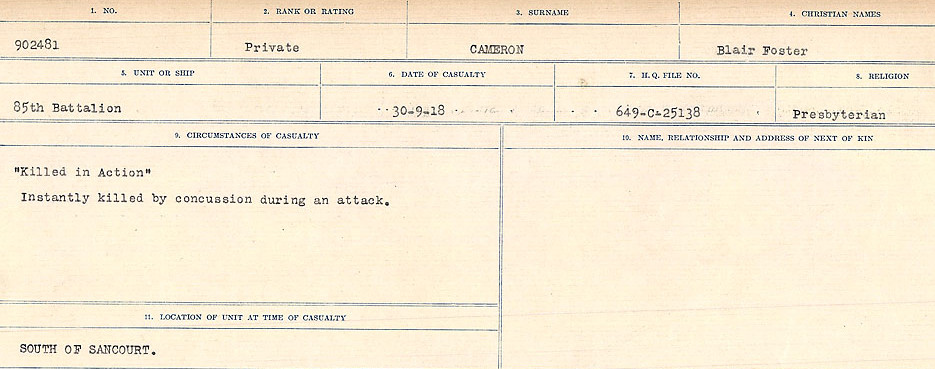 1. NO. 2. RANK OR RATING 3. SURNAME 4. CHRISTIAN NAMES
902481 Private CAMERON Blair Foster
5. UNIT OR SHIP 6. DATE OF CASUALTY 7. H. Q. FILE NO. 8. RELIGION
85th Battalion 30-9-18 649-C-25138 Presbyterian
9. CIRCUMSTANCES OF CASUALTY 10. NAME, RELATIONSHIP AND ADDRESS OF NEXT OF KIN
"Killed in Action"
Instantly killed by concussion during an attack.
11. LOCATION OF UNIT AT TIME OF CASUALTY
SOUTH OF SANCOURT.